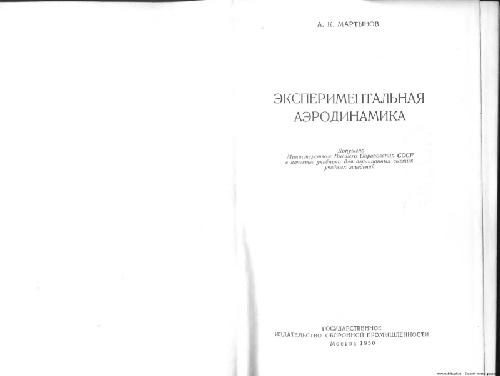 А. К. МАРТЫНОВ
ЭКСПЕРИМЕНТАЛЬНАЯ
АЭРОДИНАМИКА
Допущено
Министерством Высшего Образования СССР
в качестве учебника для авиационных высших
учебных заведений
ГОСУДАРСТВЕННОЕ
ИЗДАТЕЛЬСТВО ОБОРОННОЙ ПРОМЫШЛЕННОСТИ
Москва 1950